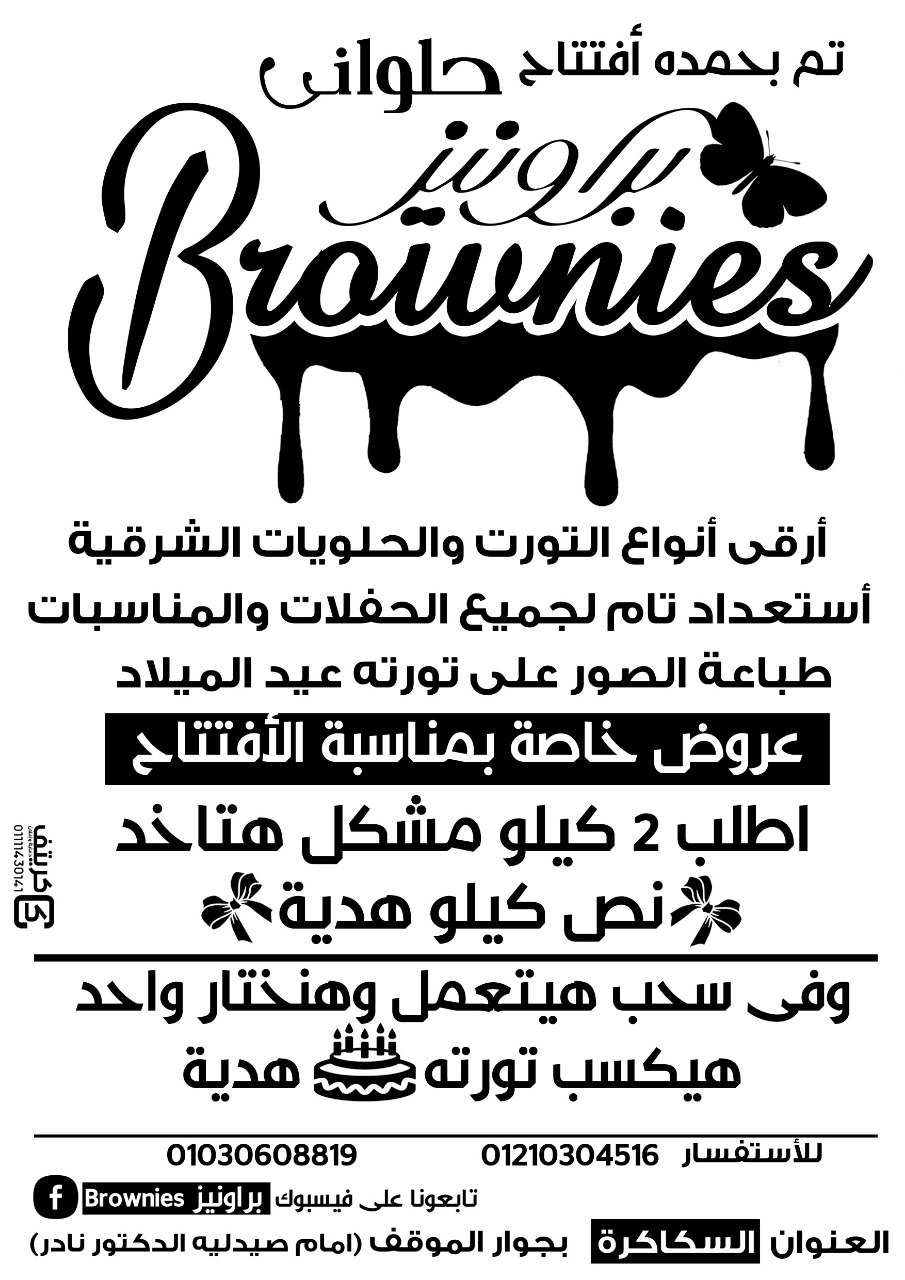 تم بحمده أفتتاح حلوانى
براونيز
Brownies
أرقى أنواع التورت والحلويات الشرقية
أستعداد تام لجميع الحفلات والمناسبات
طباعة الصور على تورته عيد الميلاد
عروض خاصة بمناسبة الأفتتاح
اطلب 2 كيلو مشكل هتاخد
نص كيلو هدية
وفى سحب هيتعمل وهنختار واحد
هيكسب تورته هدية
للأستفسار 01210304516 01030608819
تابعونا على فيسبوك براونيز Brownies
العنوان السكاكرة بجوار الموقف (امام صيدليه الدكتور نادر)
كريتيف
01111430141